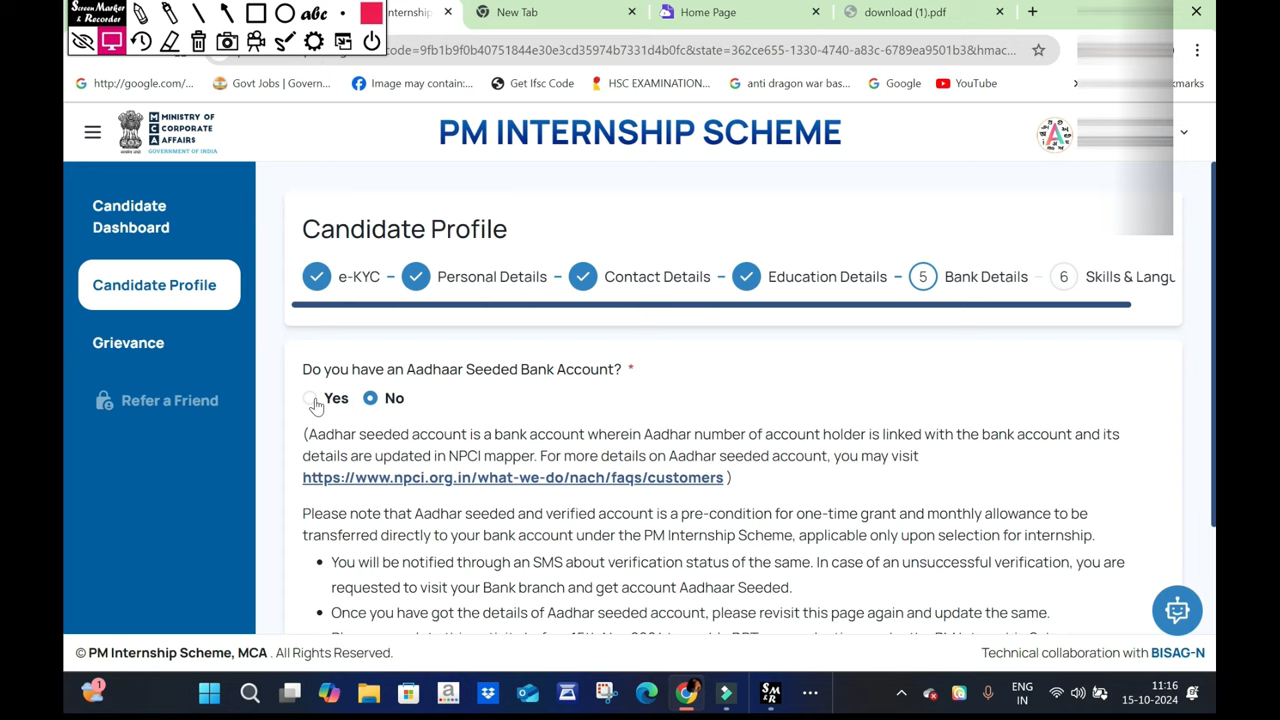 Screen Marker
& Recorder
abc
nternship
New Tab
Home Page
download (1).pdf
code=9fb1b9f0b40751844e30e3cd35974b7331d4b0fc&state=362ce655-1330-4740-a83c-6789ea9501b3&hmac...
http://google.com/...
Govt Jobs | Govern...
Image may contain:...
Get Ifsc Code
HSC EXAMINATION...
anti dragon war bas...
Google
YouTube
kmarks
MINISTRY OF
CORPORATE
AFFAIRS
GOVERNMENT OF INDIA
PM INTERNSHIP SCHEME
Candidate
Dashboard
Candidate Profile
Grievance
Refer a Friend
Candidate Profile
e-KYC
Personal Details
Contact Details
Education Details
5 Bank Details
6 Skills & Langu
Do you have an Aadhaar Seeded Bank Account? *
Yes No
(Aadhar seeded account is a bank account wherein Aadhar number of account holder is linked with the bank account and its
details are updated in NPCI mapper. For more details on Aadhar seeded account, you may visit
https://www.npci.org.in/what-we-do/nach/faqs/customers )
Please note that Aadhar seeded and verified account is a pre-condition for one-time grant and monthly allowance to be
transferred directly to your bank account under the PM Internship Scheme, applicable only upon selection for internship.
• You will be notified through an SMS about verification status of the same. In case of an unsuccessful verification, you are
requested to visit your Bank branch and get account Aadhaar Seeded.
• Once you have got the details of Aadhar seeded account, please revisit this page again and update the same.
© PM Internship Scheme, MCA . All Rights Reserved.
Technical collaboration with BISAG-N
1
ENG
IN
11:16
15-10-2024